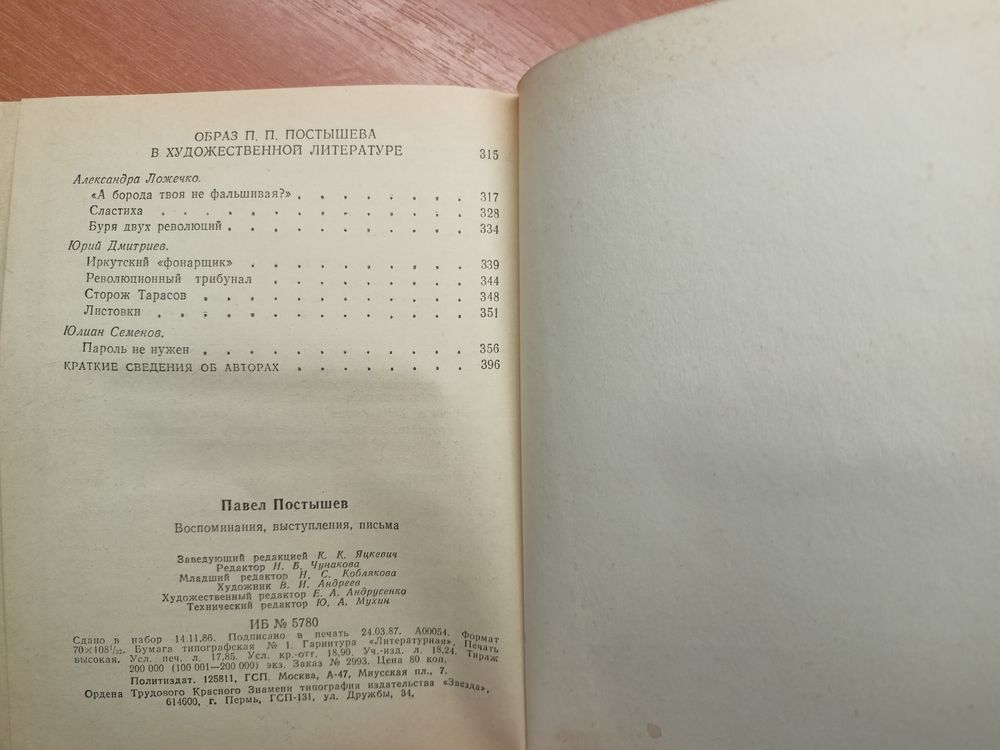 ОБРАЗ П. П. ПОСТЫШЕВА
В ХУДОЖЕСТВЕННОЙ ЛИТЕРАТУРЕ 315
Александра Ложечко.
«А борода твоя не фальшивая?» . . . . . . . . 317
Сластиха . . . . . . . . . . . . . 328
Буря двух революций . . . . . . . . . . 334
Юрий Дмитриев.
Иркутский «фонарщик» . . . . . . . . . . 339
Революционный трибунал . . . . . . . . . 344
Сторож Тарасов . . . . . . . . . . . . 348
Листовки . . . . . . . . . . . . . . 351
Юлиан Семенов.
Пароль не нужен . . . . . . . . . . . . 356
КРАТКИЕ СВЕДЕНИЯ ОБ АВТОРАХ . . . . . . . . 396
Павел Постышев
Воспоминания, выступления, письма
Заведующий редакцией К. К. Яцкевич
Редактор Н. Б. Чунакова
Младший редактор Н. С. Коблякова
Художник В. И. Андреев
Художественный редактор Е. А. Андрусенко
Технический редактор Ю. А. Мухин
ИБ № 5780
Сдано в набор 14.11.86. Подписано в печать 24.03.87. А00054. Формат
70×108¹/₃₂. Бумага типографская № 1. Гарнитура «Литературная». Печать
высокая. Усл. печ. л. 17,85. Усл. кр.-отт. 18,90. Уч.-изд. л. 18,24. Тираж
200 000 (100 001—200 000) экз. Заказ № 2993. Цена 80 коп.
Политиздат. 125811, ГСП. Москва, А-47, Миусская пл., 7.
Ордена Трудового Красного Знамени типография издательства «Звезда»,
614600, г. Пермь, ГСП-131, ул. Дружбы, 34.